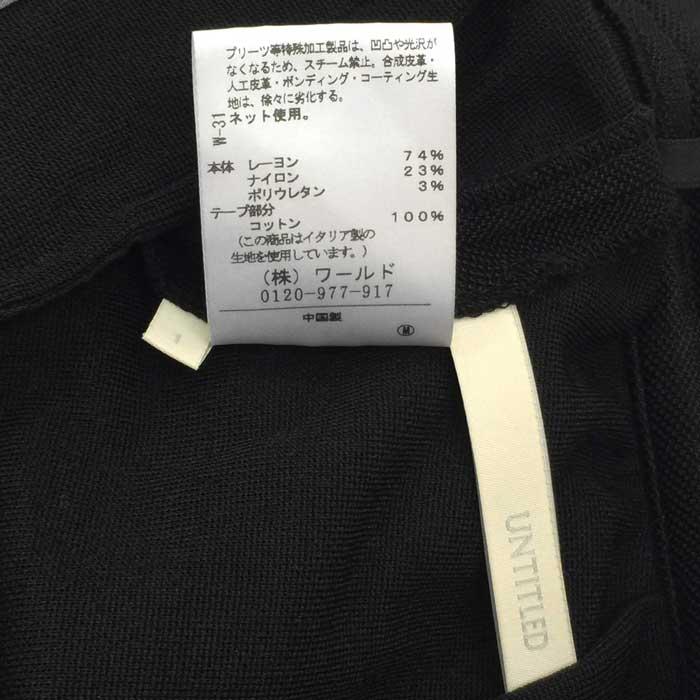 プリーツ等特殊加工製品は、凹凸や光沢が
なくなるため、スチーム禁止。合成皮革・
人工皮革・ボンディング・コーティング生
地は、徐々に劣化する。
ネット使用。
W-31
本体 レーヨン 74%
ナイロン 23%
ポリウレタン 3%
テープ部分
コットン 100%
(この商品はイタリア製の
生地を使用しています。)
(株) ワールド
0120-977-917
中国製 M
UNTITLED